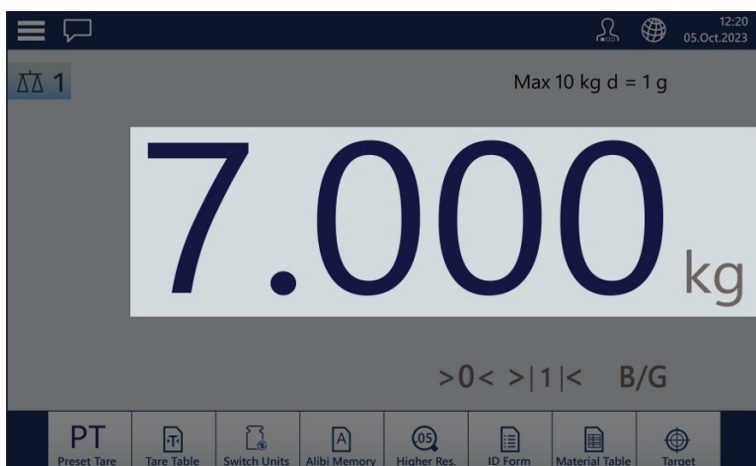 12:20
05.Oct.2023
1
Max 10 kg d = 1 g
7.000 kg
>0< >|1|< B/G
PT
Preset Tare
T
Tare Table
Switch Units
A
Alibi Memory
.05
Higher Res.
ID Form
Material Table
Target